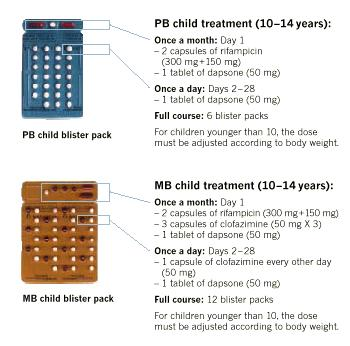 PB child treatment (10–14 years):
Once a month: Day 1
– 2 capsules of rifampicin
(300 mg+150 mg)
– 1 tablet of dapsone (50 mg)
Once a day: Days 2–28
– 1 tablet of dapsone (50 mg)
Full course: 6 blister packs
For children younger than 10, the dose
must be adjusted according to body weight.
PB child blister pack
MB child treatment (10–14 years):
Once a month: Day 1
– 2 capsules of rifampicin (300 mg+150 mg)
– 3 capsules of clofazimine (50 mg X 3)
– 1 tablet of dapsone (50 mg)
Once a day: Days 2–28
– 1 capsule of clofazimine every other day
(50 mg)
– 1 tablet of dapsone (50 mg)
Full course: 12 blister packs
For children younger than 10, the dose
must be adjusted according to body weight.
MB child blister pack